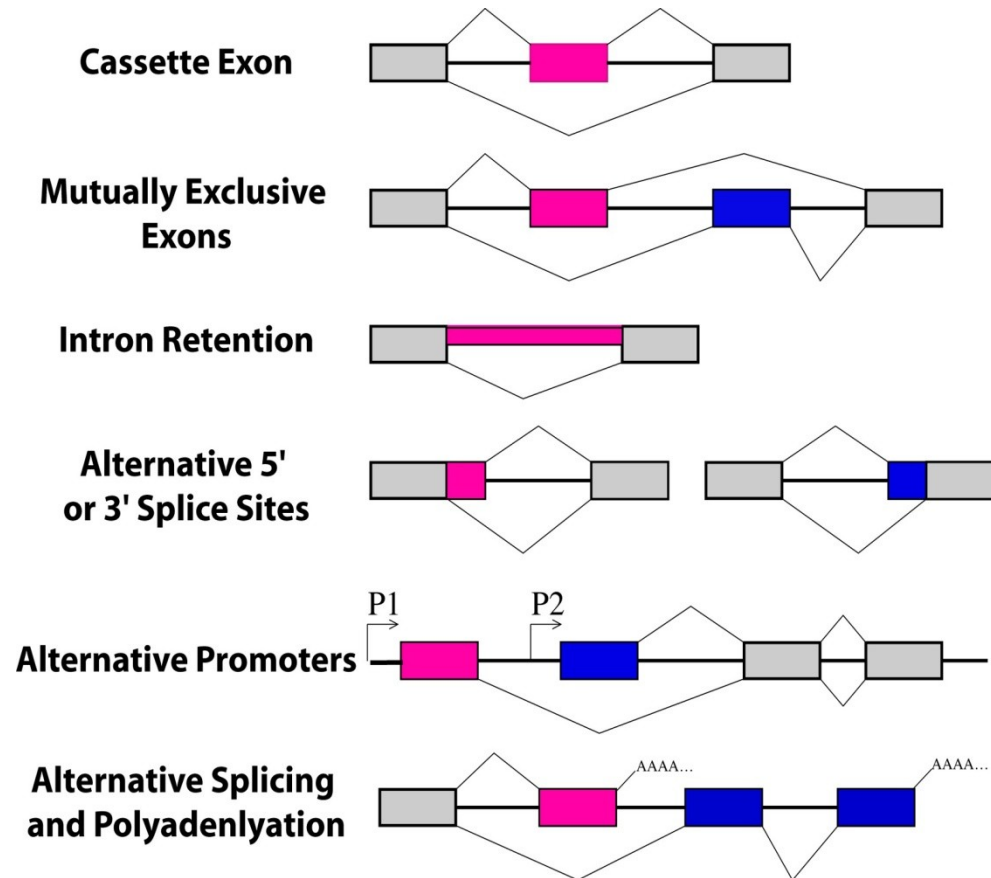 Cassette Exon
Mutually Exclusive
Exons
Intron Retention
Alternative 5'
or 3' Splice Sites
P1 P2
Alternative Promoters
AAAA... AAAA...
Alternative Splicing
and Polyadenlyation